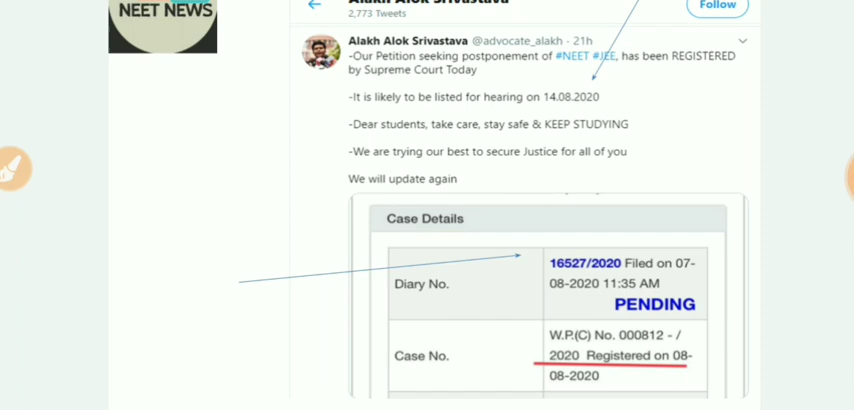 NEET NEWS
Alakh Alok Srivastava
2,773 Tweets
Follow
Alakh Alok Srivastava @advocate_alakh · 21h
-Our Petition seeking postponement of #NEET #JEE, has been REGISTERED
by Supreme Court Today
-It is likely to be listed for hearing on 14.08.2020
-Dear students, take care, stay safe & KEEP STUDYING
-We are trying our best to secure Justice for all of you
We will update again
Case Details
Diary No.
16527/2020 Filed on 07-
08-2020 11:35 AM
PENDING
Case No.
W.P.(C) No. 000812 - /
2020 Registered on 08-
08-2020